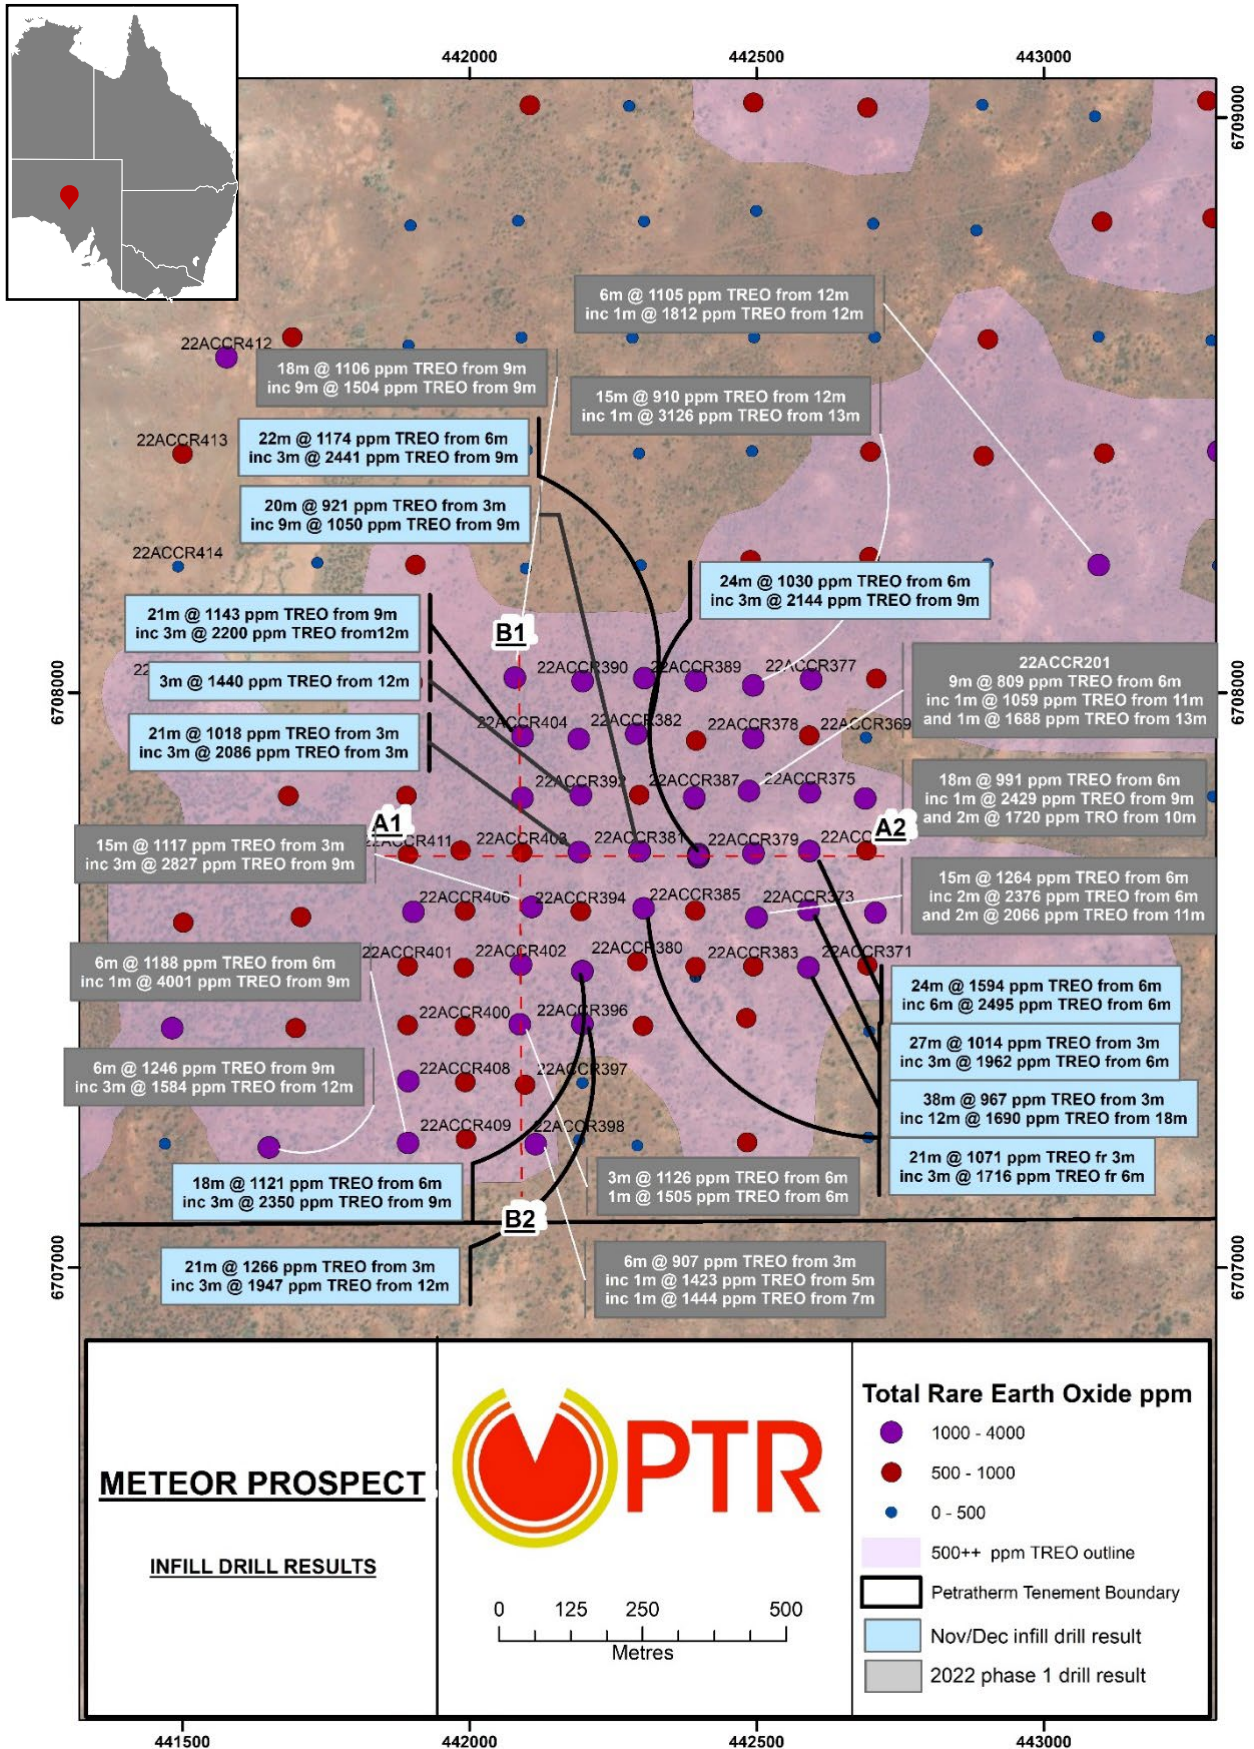 442000
442500
443000
6709000
6709000
6m @ 1105 ppm TREO from 12m
inc 1m @ 1812 ppm TREO from 12m
22ACCR412
18m @ 1106 ppm TREO from 9m
inc 9m @ 1504 ppm TREO from 9m
15m @ 910 ppm TREO from 12m
inc 1m @ 3126 ppm TREO from 13m
22ACCR413
22m @ 1174 ppm TREO from 6m
inc 3m @ 2441 ppm TREO from 9m
20m @ 921 ppm TREO from 3m
inc 9m @ 1050 ppm TREO from 9m
22ACCR414
24m @ 1030 ppm TREO from 6m
inc 3m @ 2144 ppm TREO from 9m
21m @ 1143 ppm TREO from 9m
inc 3m @ 2200 ppm TREO from12m
B1
6708000
6708000
3m @ 1440 ppm TREO from 12m
22ACCR390
22ACCR389
22ACCR377
22ACCR201
9m @ 809 ppm TREO from 6m
inc 1m @ 1059 ppm TREO from 11m
and 1m @ 1688 ppm TREO from 13m
21m @ 1018 ppm TREO from 3m
inc 3m @ 2086 ppm TREO from 3m
22ACCR404
22ACCR382
22ACCR378
22ACCR369
22ACCR392
22ACCR387
22ACCR375
18m @ 991 ppm TREO from 6m
inc 1m @ 2429 ppm TREO from 9m
and 2m @ 1720 ppm TRO from 10m
A1
A2
22ACCR411
22ACCR403
22ACCR381
22ACCR379
15m @ 1117 ppm TREO from 3m
inc 3m @ 2827 ppm TREO from 9m
15m @ 1264 ppm TREO from 6m
inc 2m @ 2376 ppm TREO from 6m
and 2m @ 2066 ppm TRO from 11m
22ACCR406
22ACCR394
22ACCR385
22ACCR373
22ACCR401
22ACCR402
22ACCR380
22ACCR383
22ACCR371
6m @ 1188 ppm TREO from 6m
inc 1m @ 4001 ppm TREO from 9m
24m @ 1594 ppm TREO from 6m
inc 6m @ 2495 ppm TREO from 6m
22ACCR400
22ACCR396
27m @ 1014 ppm TREO from 3m
inc 3m @ 1962 ppm TREO from 6m
6m @ 1246 ppm TREO from 9m
inc 3m @ 1584 ppm TREO from 12m
22ACCR408
22ACCR397
38m @ 967 ppm TREO from 3m
inc 12m @ 1690 ppm TREO from 18m
22ACCR409
22ACCR398
21m @ 1071 ppm TREO fr 3m
inc 3m @ 1716 ppm TREO fr 6m
18m @ 1121 ppm TREO from 6m
inc 3m @ 2350 ppm TREO from 9m
3m @ 1126 ppm TREO from 6m
1m @ 1505 ppm TREO from 6m
B2
6707000
6707000
21m @ 1266 ppm TREO from 3m
inc 3m @ 1947 ppm TREO from 12m
6m @ 907 ppm TREO from 3m
inc 1m @ 1423 ppm TREO from 5m
inc 1m @ 1444 ppm TREO from 7m
METEOR PROSPECT
INFILL DRILL RESULTS
PTR
0 125 250 500
Metres
Total Rare Earth Oxide ppm
1000 - 4000
500 - 1000
0 - 500
500++ ppm TREO outline
Petratherm Tenement Boundary
Nov/Dec infill drill result
2022 phase 1 drill result
441500
442000
442500
443000